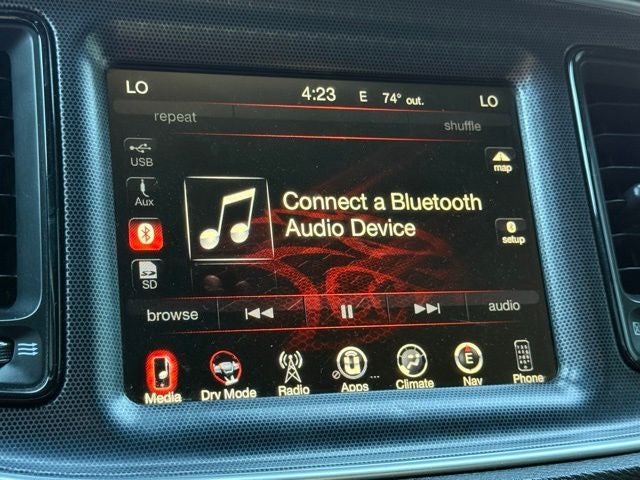 LO 4:23 E 74° out. LO
repeat shuffle
USB
map
Aux
Connect a Bluetooth
Audio Device
setup
SD
browse audio
Media Drv Mode Radio Apps Climate Nav Phone
E